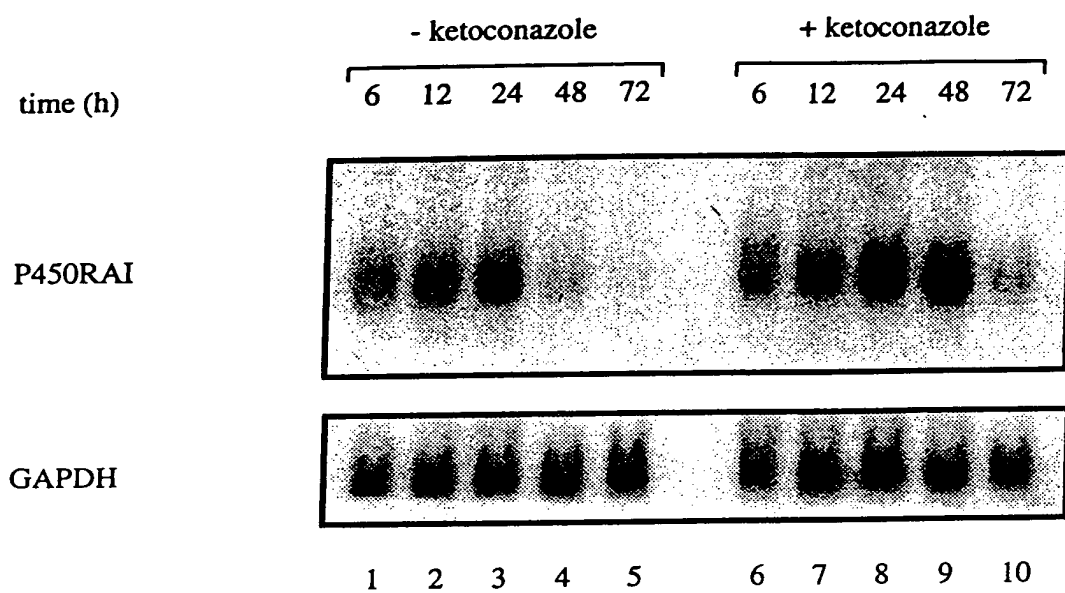 - ketoconazole + ketoconazole
time (h) 6 12 24 48 72 6 12 24 48 72
P450RAI
GAPDH
1 2 3 4 5 6 7 8 9 10